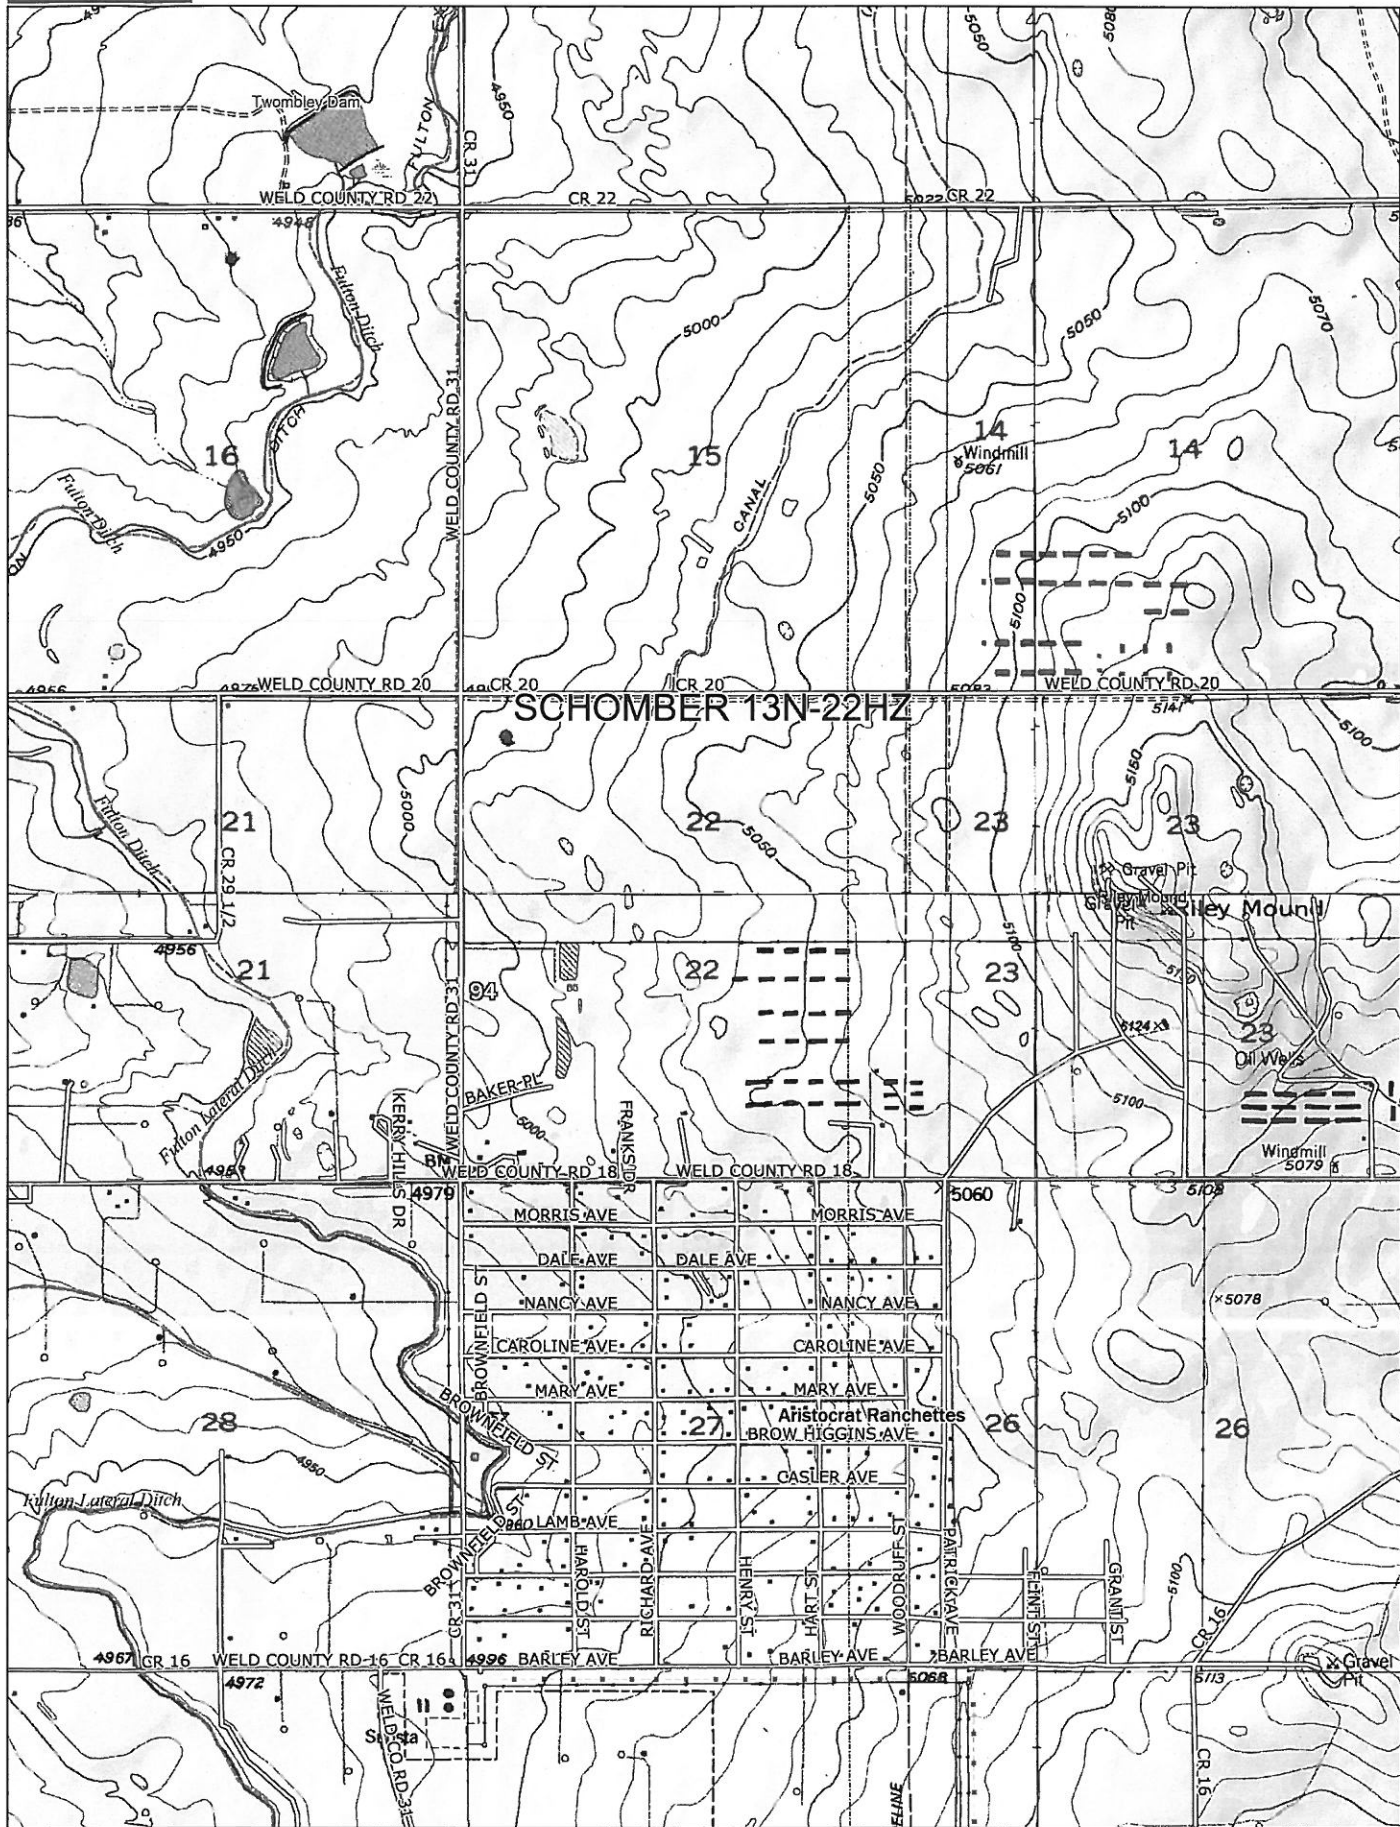 5050
5080
4950
Twombley Dam
FULTON
CR 31
WELD COUNTY RD 22
CR 22
5022
CR 22
4945
Fulton Ditch
5000
5050
5070
WELD COUNTY RD 31
DITCH
16
15
14
Windmill
5061
14
5050
CANAL
Fulton Ditch
4950
5100
5100
4956
WELD COUNTY RD 20
CR 20
CR 20
5083
WELD COUNTY RD 20
SCHOMBER 13N-22HZ
5141
5100
5150
5000
Fulton Ditch
21
CR 29 1/2
22
5050
23
23
Gravel Pit
Riley Mound
Pit
5100
4956
21
22
23
5150
94
WELD COUNTY RD 31
5124
23
Oil Wells
Fulton Lateral Ditch
BAKER PL
5000
KERRY HILLS DR
FRANKS DR
5100
Windmill
5079
BM
4953
WELD COUNTY RD 18
WELD COUNTY RD 18
4979
5060
5108
MORRIS AVE
MORRIS AVE
DALE AVE
DALE AVE
BROWNFIELD ST
NANCY AVE
NANCY AVE
5078
CAROLINE AVE
CAROLINE AVE
MARY AVE
MARY AVE
BROWNFIELD ST
28
27
Aristocrat Ranchettes
BROW HIGGINS AVE
26
26
4950
CASLER AVE
Fulton Lateral Ditch
LAMB AVE
BROWNFIELD ST
CR 31
HAROLD ST
RICHARD AVE
HENRY ST
HART ST
WOODRUFF ST
PATRICK AVE
FLINT ST
GRANT ST
5100
CR 16
4967
CR 16
WELD COUNTY RD 16
CR 16
4996
BARLEY AVE
BARLEY AVE
BARLEY AVE
Gravel
Pit
4972
5068
5113
WELD CO RD 31
CR 16
ELINE